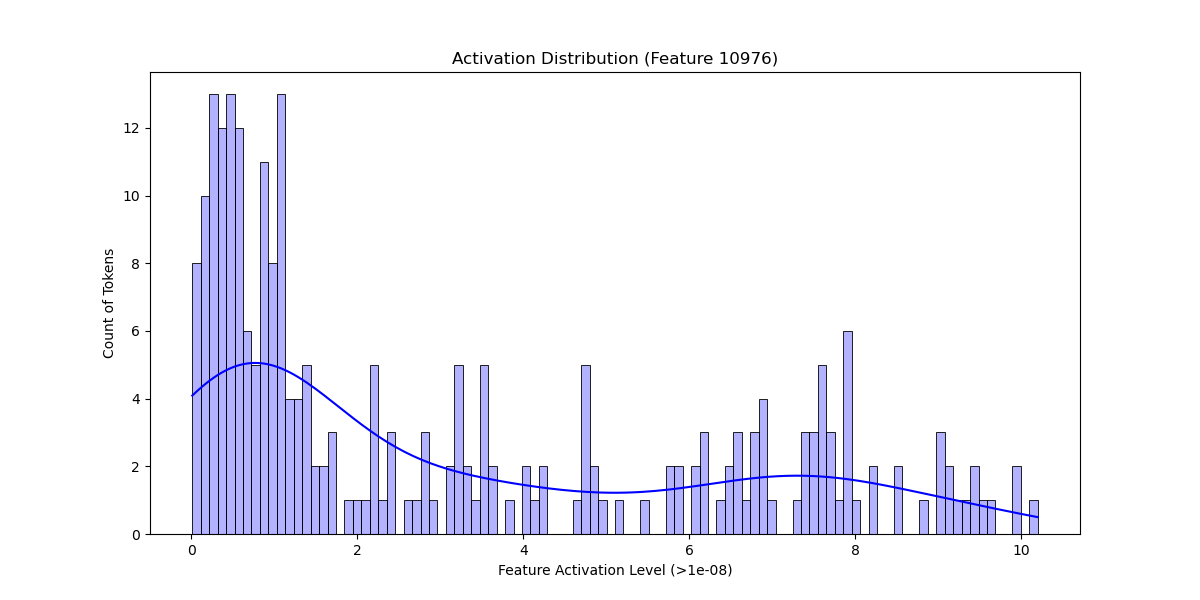 Activation Distribution (Feature 10976)
12
10
8
6
4
2
0
Count of Tokens
0 2 4 6 8 10
Feature Activation Level (>1e-08)